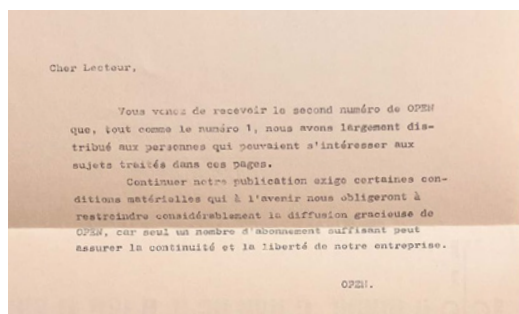 Cher Lecteur,
Vous venez de recevoir le second numéro de OPEN
que, tout comme le numéro 1, nous avons largement dis-
tribué aux personnes qui pouvaient s'intéresser aux
sujets traités dans ces pages.
Continuer notre publication exige certaines con-
ditions matérielles qui à l'avenir nous obligeront à
restreindre considérablement la diffusion gracieuse de
OPEN, car seul un nombre d'abonnement suffisant peut
assurer la continuité et la liberté de notre entreprise.
OPEN.